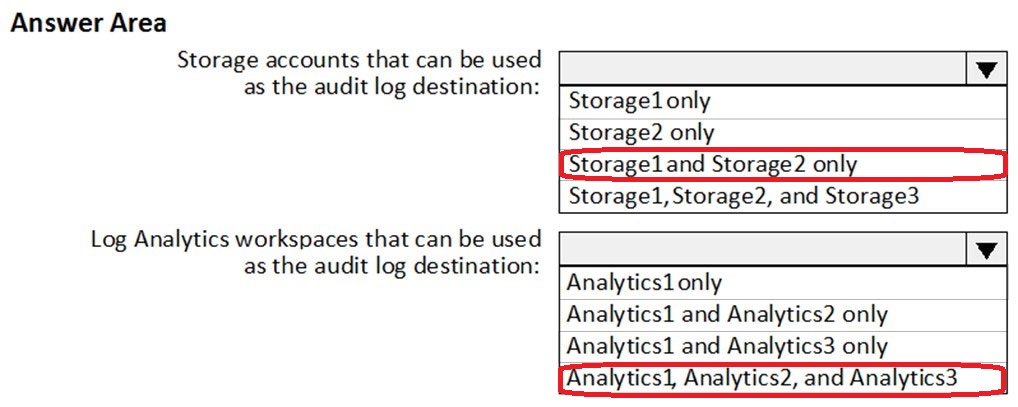 Answer Area
Storage accounts that can be used
as the audit log destination:
Storage1 only
Storage2 only
Storage1 and Storage2 only
Storage1, Storage2, and Storage3
Log Analytics workspaces that can be used
as the audit log destination:
Analytics1 only
Analytics1 and Analytics2 only
Analytics1 and Analytics3 only
Analytics1, Analytics2, and Analytics3